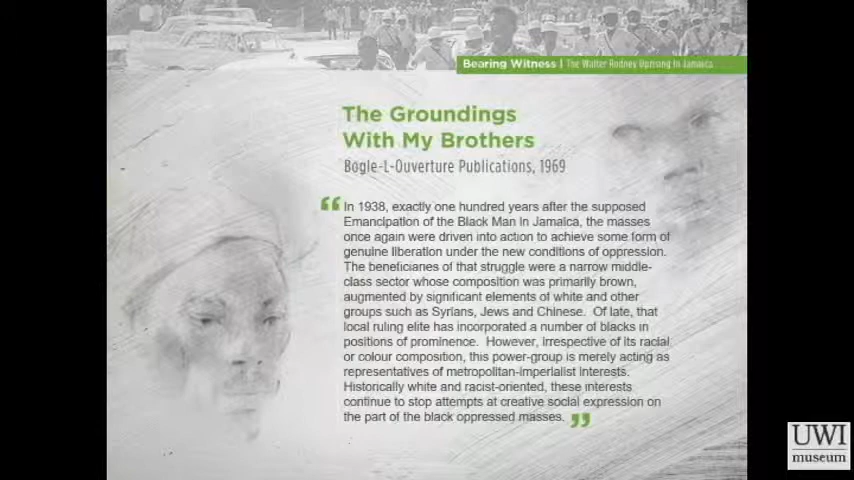 Bearing Witness | The Walter Rodney Uprising In Jamaica
The Groundings
With My Brothers
Bogle-L-Ouverture Publications, 1969
“ In 1938, exactly one hundred years after the supposed
Emancipation of the Black Man in Jamaica, the masses
once again were driven into action to achieve some form of
genuine liberation under the new conditions of oppression.
The beneficianes of that struggle were a narrow middle-
class sector whose composition was primarily brown,
augmented by significant elements of white and other
groups such as Syrians, Jews and Chinese. Of late, that
local ruling elite has incorporated a number of blacks in
positions of prominence. However, irrespective of its racial
or colour composition, this power-group is merely acting as
representatives of metropolitan-imperialist interests.
Historically white and racist-oriented, these interests
continue to stop attempts at creative social expression on
the part of the black oppressed masses. ”
UWI
museum